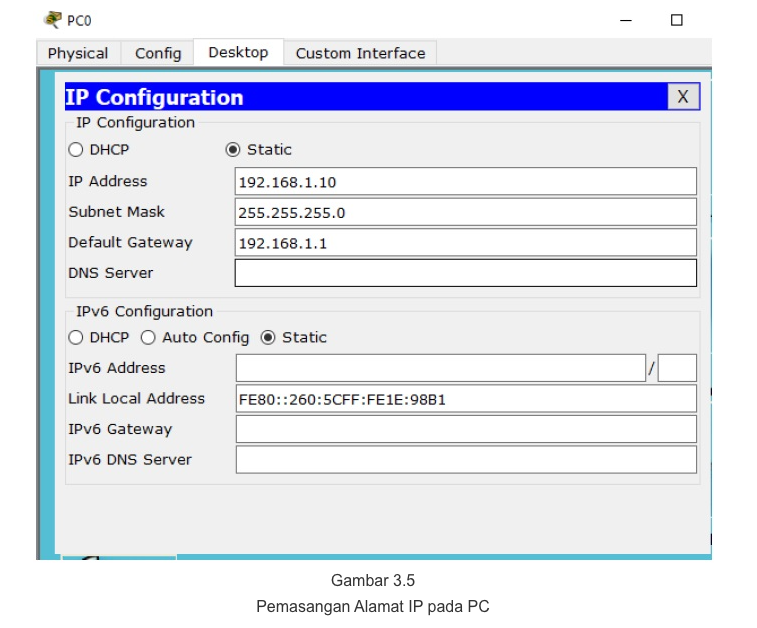 PC0
Physical Config Desktop Custom Interface
IP Configuration X
IP Configuration
DHCP Static
IP Address 192.168.1.10
Subnet Mask 255.255.255.0
Default Gateway 192.168.1.1
DNS Server
IPv6 Configuration
DHCP Auto Config Static
IPv6 Address /
Link Local Address FE80::260:5CFF:FE1E:98B1
IPv6 Gateway
IPv6 DNS Server
Gambar 3.5
Pemasangan Alamat IP pada PC